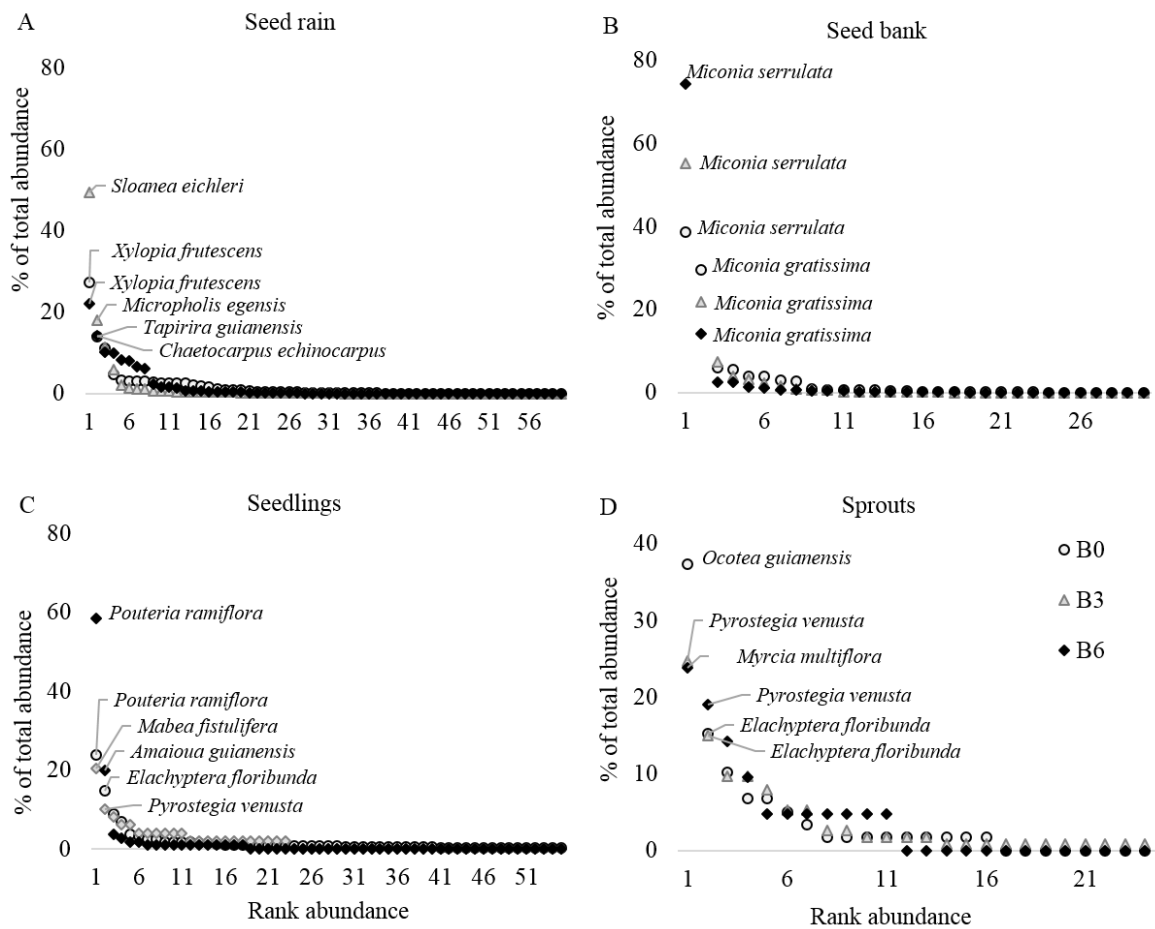 A
Seed rain
% of total abundance
80
60
40
20
0
Sloanea eichleri
Xylopia frutescens
Xylopia frutescens
Micropholis egensis
Tapirira guianensis
Chaetocarpus echinocarpus
1 6 11 16 21 26 31 36 41 46 51 56
B
Seed bank
% of total abundance
80
60
40
20
0
Miconia serrulata
Miconia serrulata
Miconia serrulata
Miconia gratissima
Miconia gratissima
Miconia gratissima
1 6 11 16 21 26
C
Seedlings
% of total abundance
80
60
40
20
0
Pouteria ramiflora
Pouteria ramiflora
Mabea fistulifera
Amaioua guianensis
Elachyptera floribunda
Pyrostegia venusta
1 6 11 16 21 26 31 36 41 46 51
Rank abundance
D
Sprouts
% of total abundance
40
30
20
10
0
Ocotea guianensis
Pyrostegia venusta
Myrcia multiflora
Pyrostegia venusta
Elachyptera floribunda
Elachyptera floribunda
B0
B3
B6
1 6 11 16 21
Rank abundance